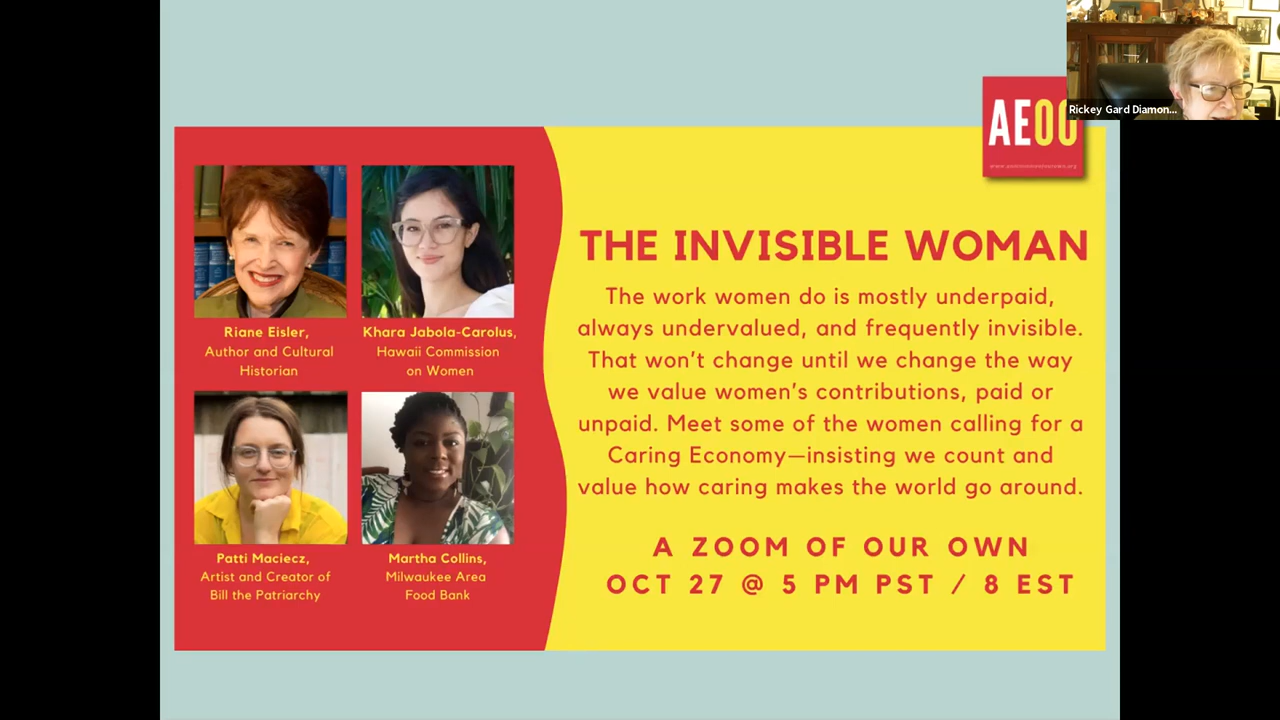 Rickey Gard Diamon...
AEOO
THE INVISIBLE WOMAN
The work women do is mostly underpaid,
always undervalued, and frequently invisible.
That won't change until we change the way
we value women's contributions, paid or
unpaid. Meet some of the women calling for a
Caring Economy—insisting we count and
value how caring makes the world go around.
A ZOOM OF OUR OWN
OCT 27 @ 5 PM PST / 8 EST
Riane Eisler,
Author and Cultural
Historian
Khara Jabola-Carolus,
Hawaii Commission
on Women
Patti Maciecz,
Artist and Creator of
Bill the Patriarchy
Martha Collins,
Milwaukee Area
Food Bank